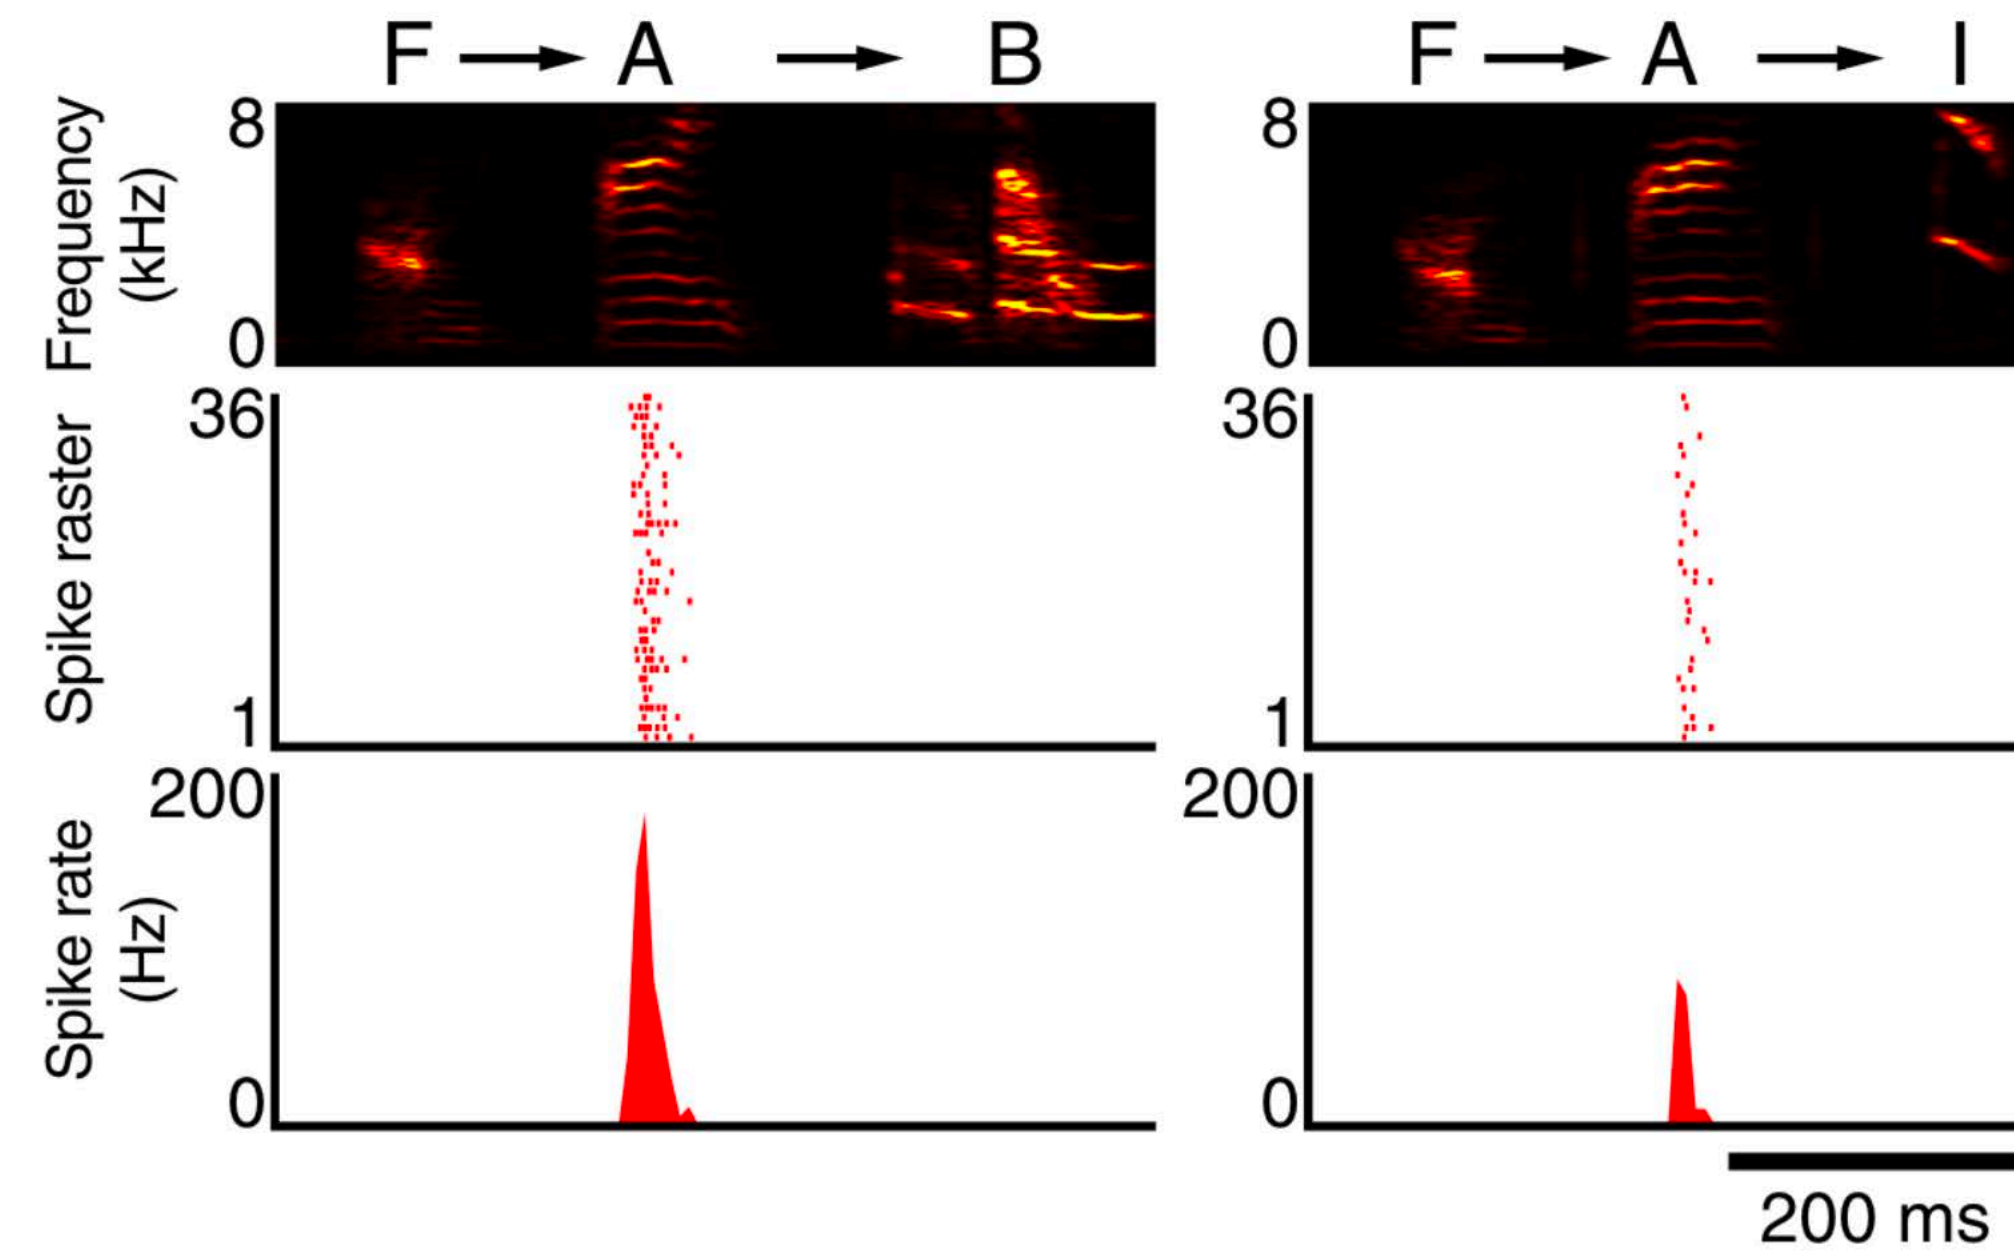 F → A → B
F → A → I
Frequency
(kHz)
8
0
8
0
Spike raster
36
1
36
1
Spike rate
(Hz)
200
0
200
0
200 ms